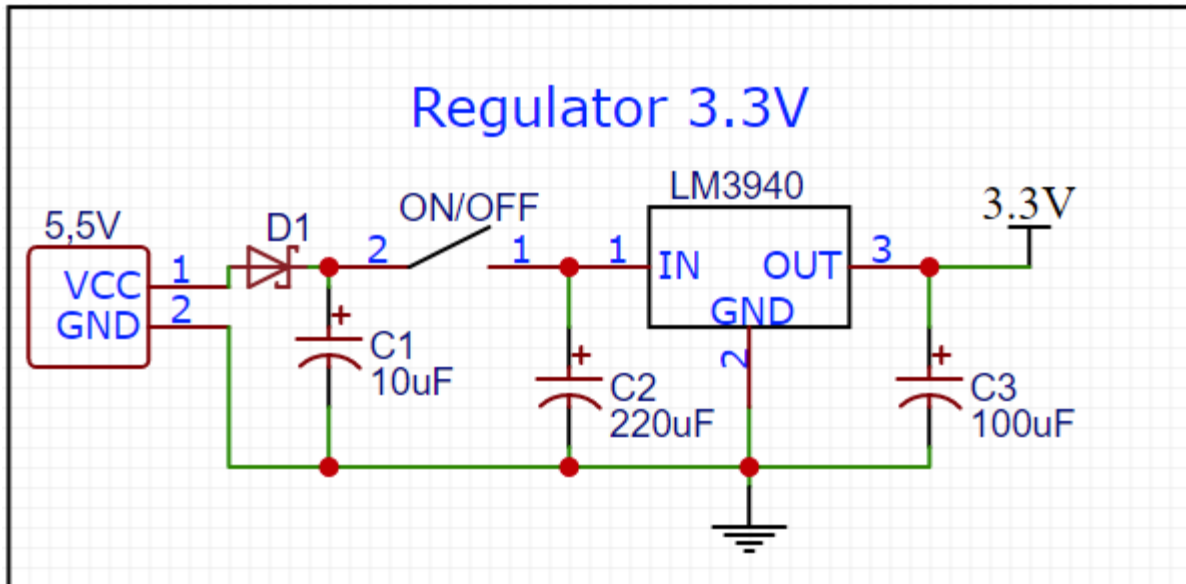 Regulator 3.3V
5,5V
VCC
GND
1
2
D1
C1
10uF
ON/OFF
2
1
C2
220uF
LM3940
1
IN
OUT
GND
3
2
3.3V
C3
100uF